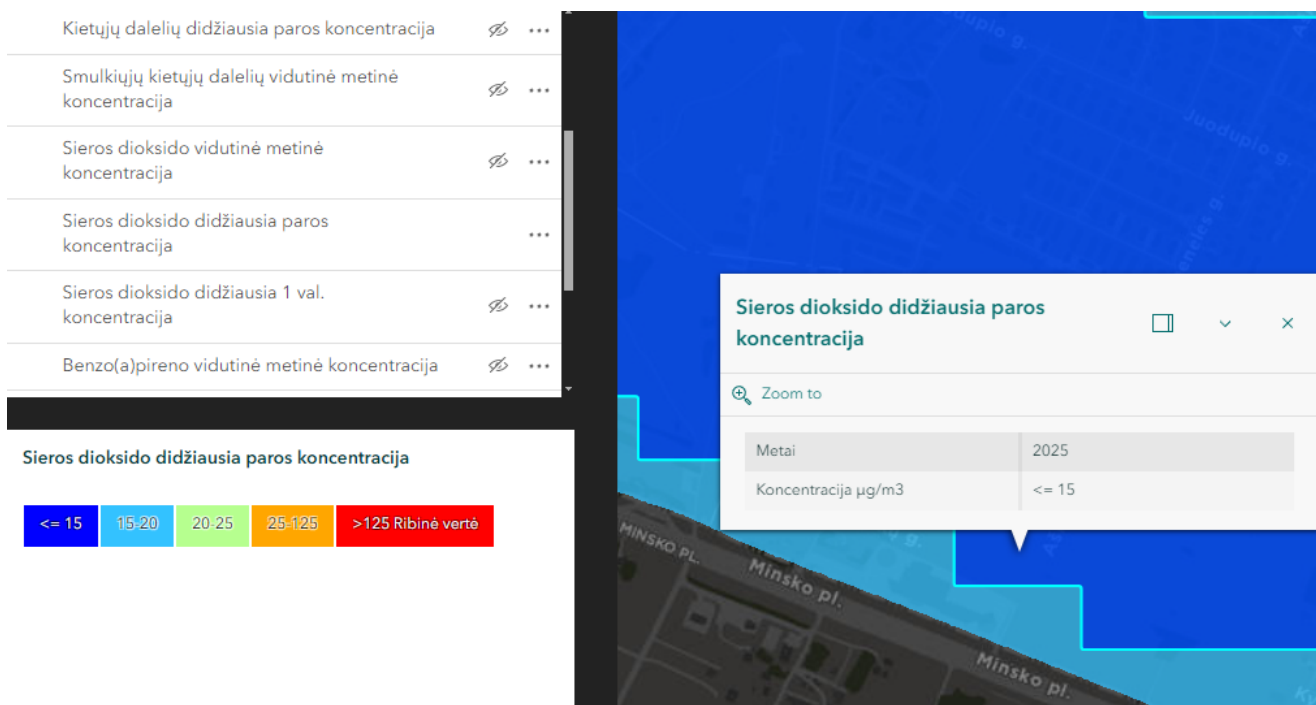 Kietųjų dalelių didžiausia paros koncentracija
Smulkiųjų kietųjų dalelių vidutinė metinė
koncentracija
Sieros dioksido vidutinė metinė
koncentracija
Sieros dioksido didžiausia paros
koncentracija
Sieros dioksido didžiausia 1 val.
koncentracija
Benzo(a)pireno vidutinė metinė koncentracija
Sieros dioksido didžiausia paros koncentracija
<= 15
15-20
20-25
25-125
>125 Ribinė vertė
Juodupio g.
Sieros dioksido didžiausia paros
koncentracija
Zoom to
Metai 2025
Koncentracija µg/m3 <= 15
MINSKO PL.
Minsko pl.
Minsko pl.